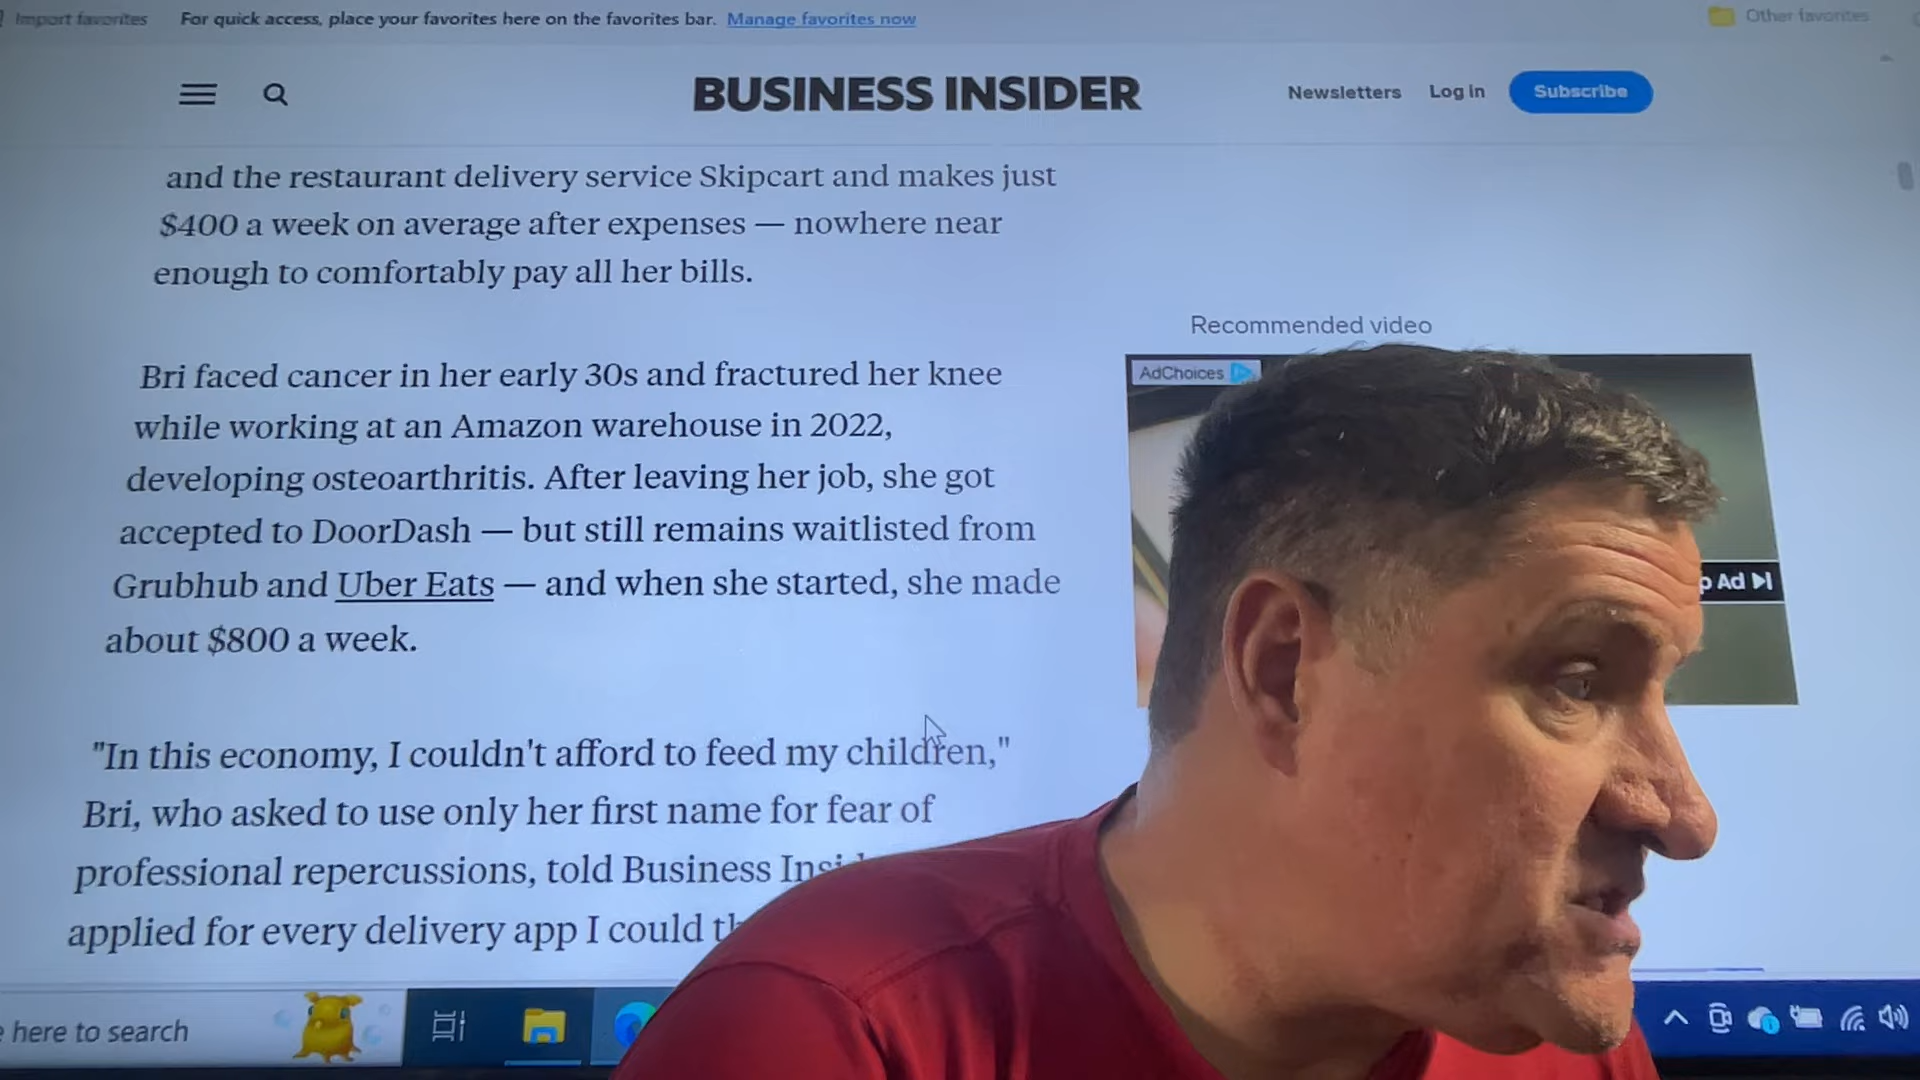 Import favorites
For quick access, place your favorites here on the favorites bar. Manage favorites now
Other favorites
BUSINESS INSIDER
Newsletters
Log in
Subscribe
and the restaurant delivery service Skipcart and makes just
$400 a week on average after expenses — nowhere near
enough to comfortably pay all her bills.
Recommended video
AdChoices
Bri faced cancer in her early 30s and fractured her knee
while working at an Amazon warehouse in 2022,
developing osteoarthritis. After leaving her job, she got
accepted to DoorDash — but still remains waitlisted from
Grubhub and Uber Eats — and when she started, she made
about $800 a week.
p Ad
"In this economy, I couldn't afford to feed my children,"
Bri, who asked to use only her first name for fear of
professional repercussions, told Business Insi
applied for every delivery app I could th
e here to search